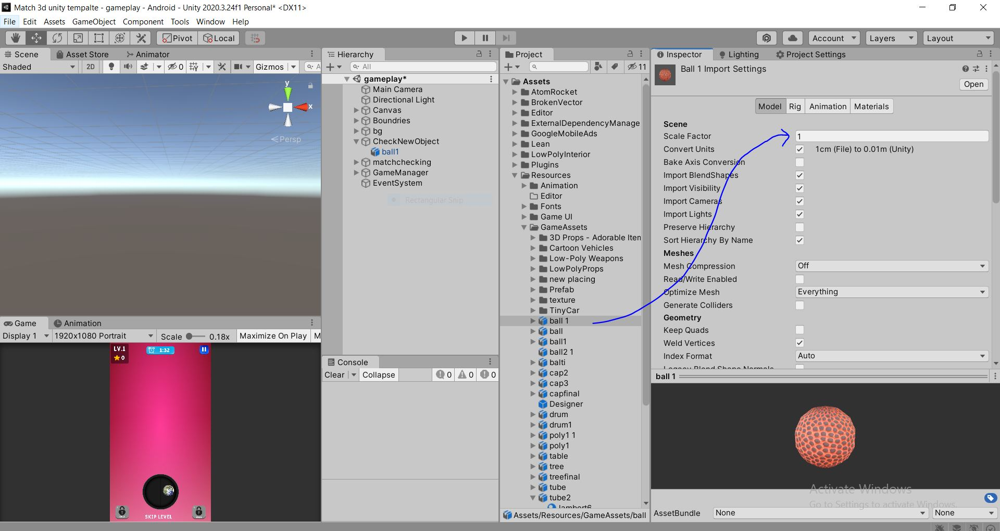 Match 3d unity tempalte - gameplay - Android - Unity 2020.3.24f1 Personal* <DX11>
File Edit Assets GameObject Component Tools Window Help
Pivot Local Account Layers Layout
Scene Asset Store Animator
Shaded 2D 0 Gizmos A
y
x
Persp
Hierarchy
All
gameplay*
Main Camera
Directional Light
Canvas
Boundries
bg
CheckNewObject
ball1
matchchecking
GameManager
EventSystem
Rectangular Snip
Project
11
Assets
AtomRocket
BrokenVector
Editor
ExternalDependencyManage
GoogleMobileAds
Lean
LowPolyInterior
Plugins
Resources
Animation
Editor
Fonts
Game UI
GameAssets
3D Props - Adorable Iten
Cartoon Vehicles
Low-Poly Weapons
LowPolyProps
new placing
Prefab
texture
TinyCar
ball 1
ball
ball1
ball2 1
balti
cap2
cap3
capfinal
Designer
drum
drum1
poly1 1
poly1
table
tree
treefinal
tube
tube2
lambert6
Assets/Resources/GameAssets/ball
Inspector Lighting Project Settings
Ball 1 Import Settings
Open
Model Rig Animation Materials
Scene
Scale Factor 1
Convert Units 1cm (File) to 0.01m (Unity)
Bake Axis Conversion
Import BlendShapes
Import Visibility
Import Cameras
Import Lights
Preserve Hierarchy
Sort Hierarchy By Name
Meshes
Mesh Compression Off
Read/Write Enabled
Optimize Mesh Everything
Generate Colliders
Geometry
Keep Quads
Weld Vertices
Index Format Auto
Legacy Blend Shape Normals
ball 1
Activate Windows
Go to Settings to activate Windows.
AssetBundle None None
Game Animation
Display 1 1920x1080 Portrait Scale 0.18x Maximize On Play M
LV.1
0
1:32
SKIP LEVEL
Console
Clear Collapse 0 0 0